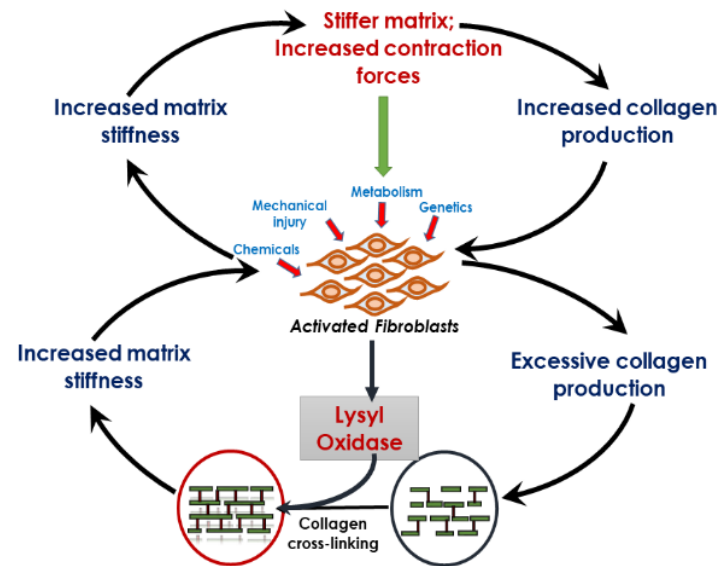 Stiffer matrix;
Increased contraction
forces
Increased matrix
stiffness
Increased collagen
production
Metabolism
Mechanical
injury
Genetics
Chemicals
Activated Fibroblasts
Increased matrix
stiffness
Excessive collagen
production
Lysyl
Oxidase
Collagen
cross-linking